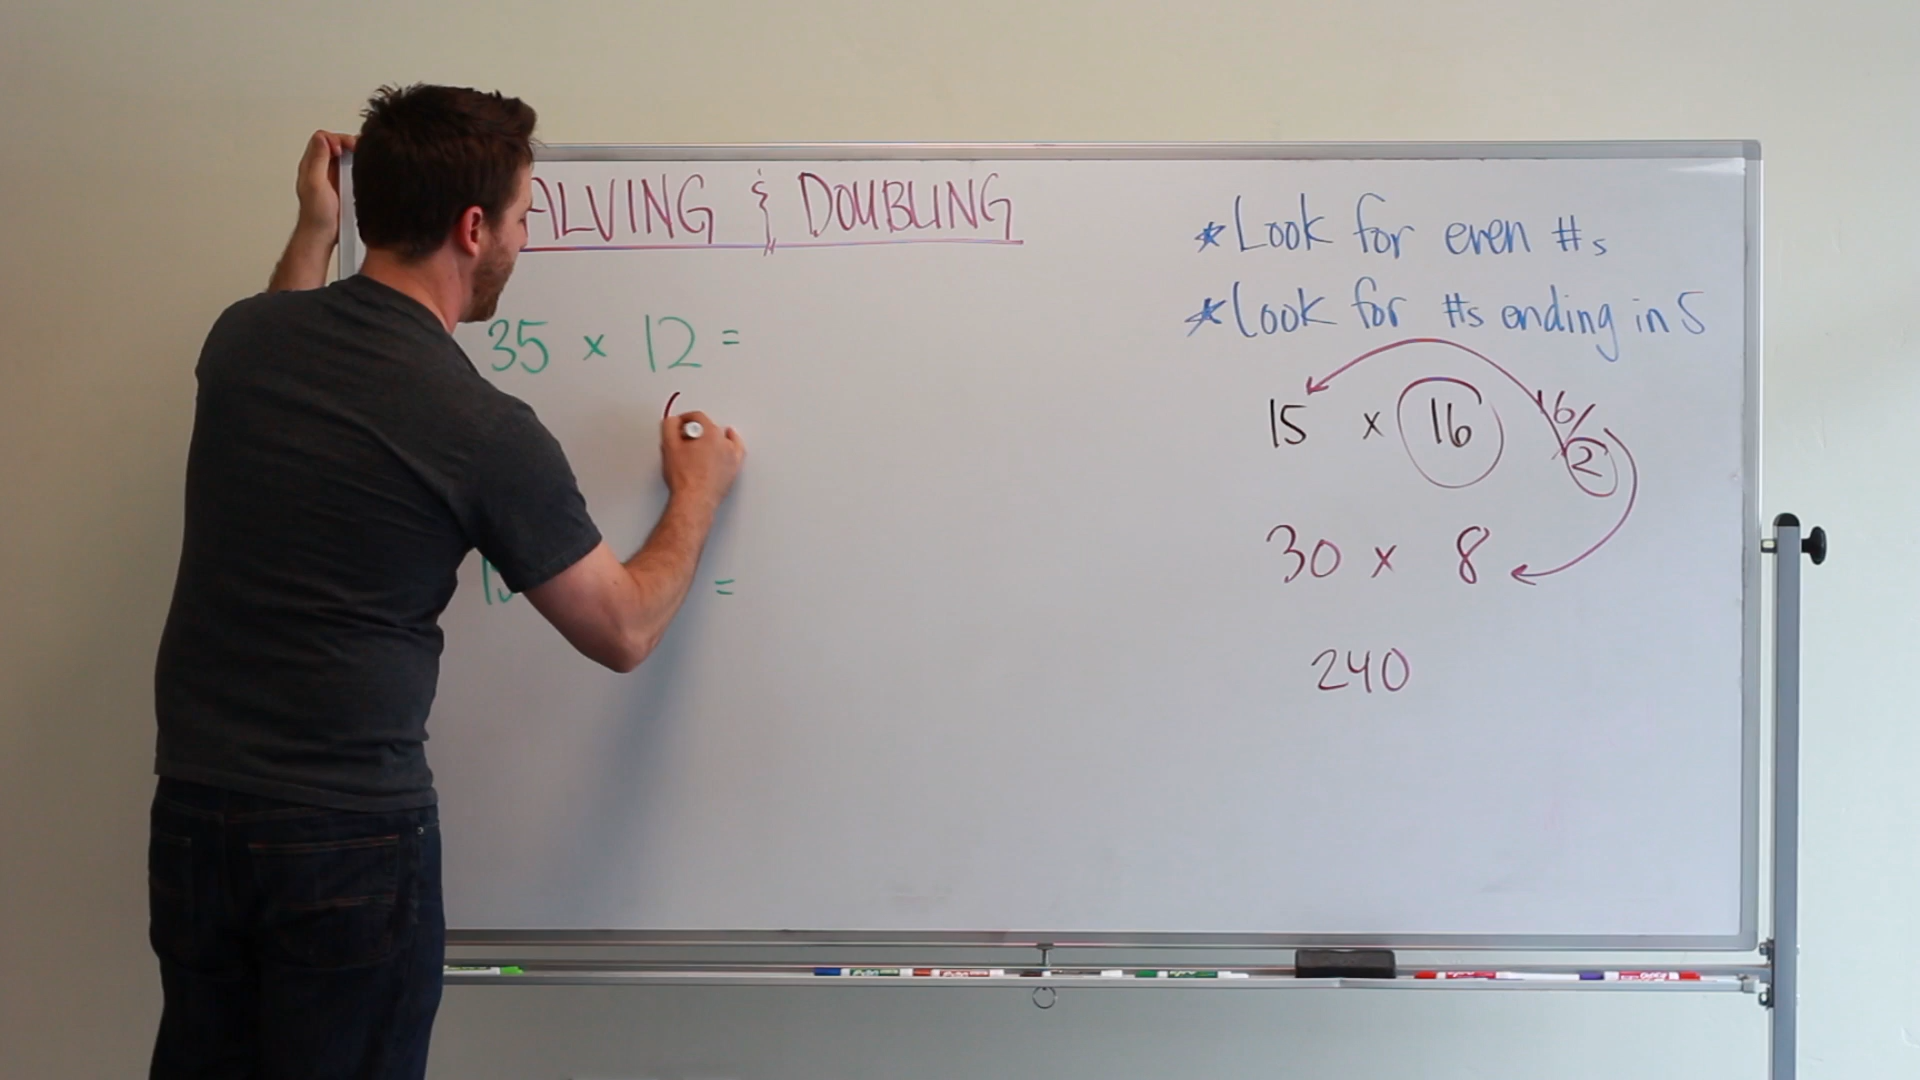 ALVING & DOUBLING
35 x 12 =
=
*Look for even #s
*Look for #s ending in 5
15 x 16 16/2
30 x 8
240